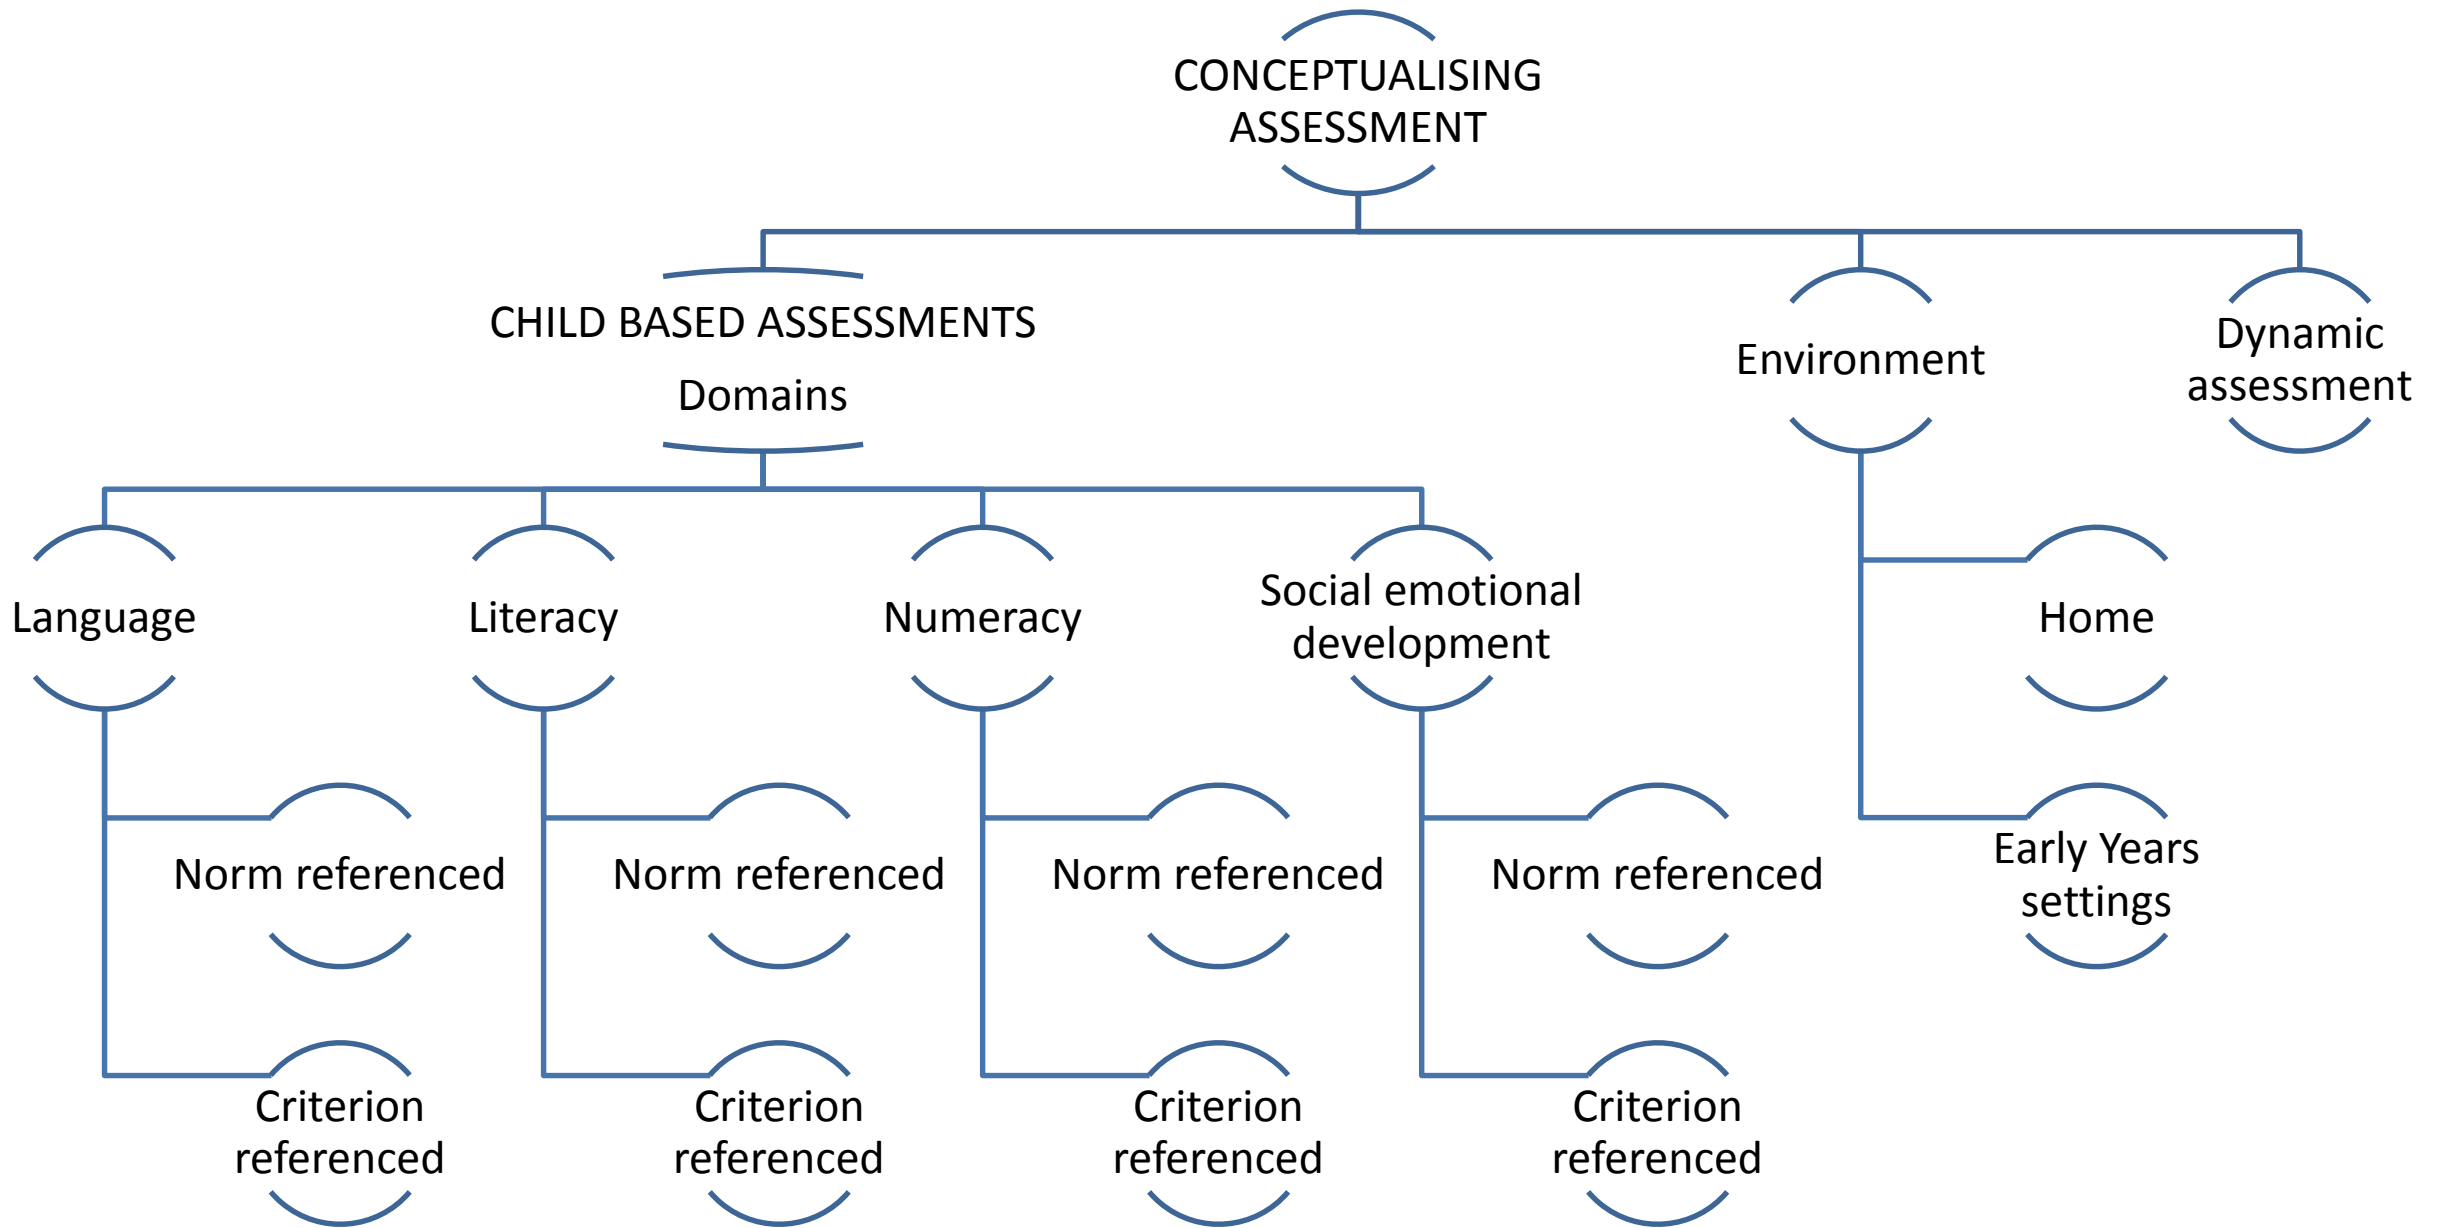 CONCEPTUALISING
ASSESSMENT
CHILD BASED ASSESSMENTS
Domains
Environment
Dynamic
assessment
Language
Literacy
Numeracy
Social emotional
development
Home
Norm referenced
Norm referenced
Norm referenced
Norm referenced
Early Years
settings
Criterion
referenced
Criterion
referenced
Criterion
referenced
Criterion
referenced